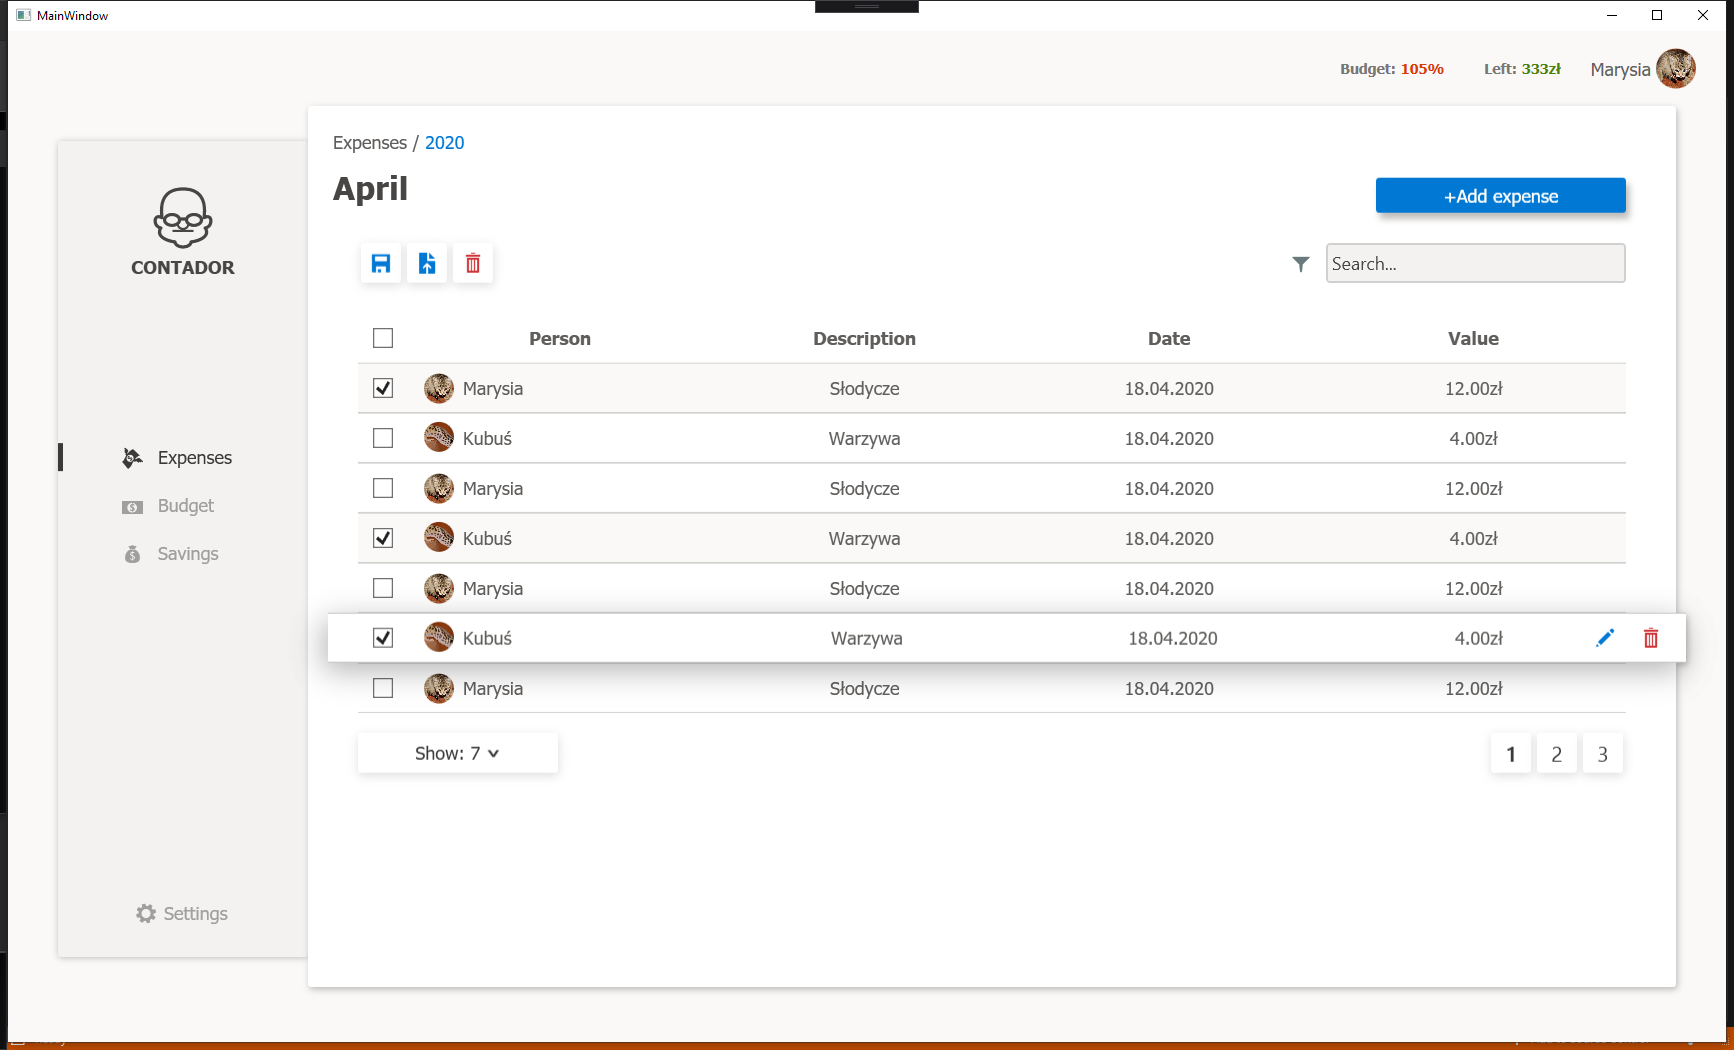 MainWindow
Budget: 105% Left: 333zł Marysia
Expenses / 2020
April
+Add expense
CONTADOR
Search...
Person Description Date Value
Marysia Słodycze 18.04.2020 12.00zł
Kubuś Warzywa 18.04.2020 4.00zł
Marysia Słodycze 18.04.2020 12.00zł
Kubuś Warzywa 18.04.2020 4.00zł
Marysia Słodycze 18.04.2020 12.00zł
Kubuś Warzywa 18.04.2020 4.00zł
Marysia Słodycze 18.04.2020 12.00zł
Show: 7
1 2 3
Expenses
Budget
Savings
Settings